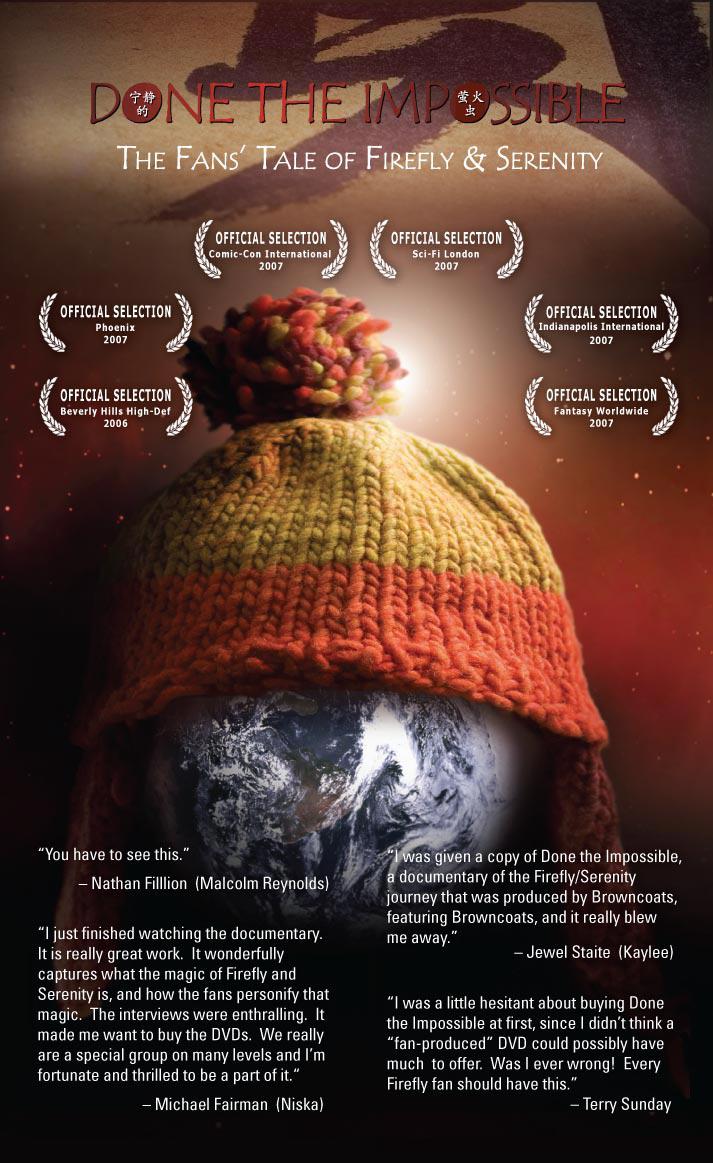 DONE THE IMPOSSIBLE
宁静
的
萤火
虫
THE FANS' TALE OF FIREFLY & SERENITY
OFFICIAL SELECTION
Comic-Con International
2007
OFFICIAL SELECTION
Sci-Fi London
2007
OFFICIAL SELECTION
Phoenix
2007
OFFICIAL SELECTION
Indianapolis International
2007
OFFICIAL SELECTION
Beverly Hills High-Def
2006
OFFICIAL SELECTION
Fantasy Worldwide
2007
“You have to see this.”
– Nathan Filllion (Malcolm Reynolds)
“I just finished watching the documentary.
It is really great work. It wonderfully
captures what the magic of Firefly and
Serenity is, and how the fans personify that
magic. The interviews were enthralling. It
made me want to buy the DVDs. We really
are a special group on many levels and I’m
fortunate and thrilled to be a part of it.“
– Michael Fairman (Niska)
“I was given a copy of Done the Impossible,
a documentary of the Firefly/Serenity
journey that was produced by Browncoats,
featuring Browncoats, and it really blew
me away.”
– Jewel Staite (Kaylee)
“I was a little hesitant about buying Done
the Impossible at first, since I didn’t think a
“fan-produced” DVD could possibly have
much to offer. Was I ever wrong! Every
Firefly fan should have this.”
– Terry Sunday